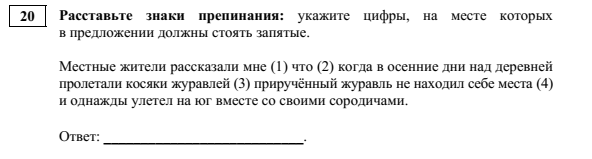 20 Расставьте знаки препинания: укажите цифры, на месте которых
в предложении должны стоять запятые.
Местные жители рассказали мне (1) что (2) когда в осенние дни над деревней
пролетали косяки журавлей (3) приручённый журавль не находил себе места (4)
и однажды улетел на юг вместе со своими сородичами.
Ответ: ___________________________.